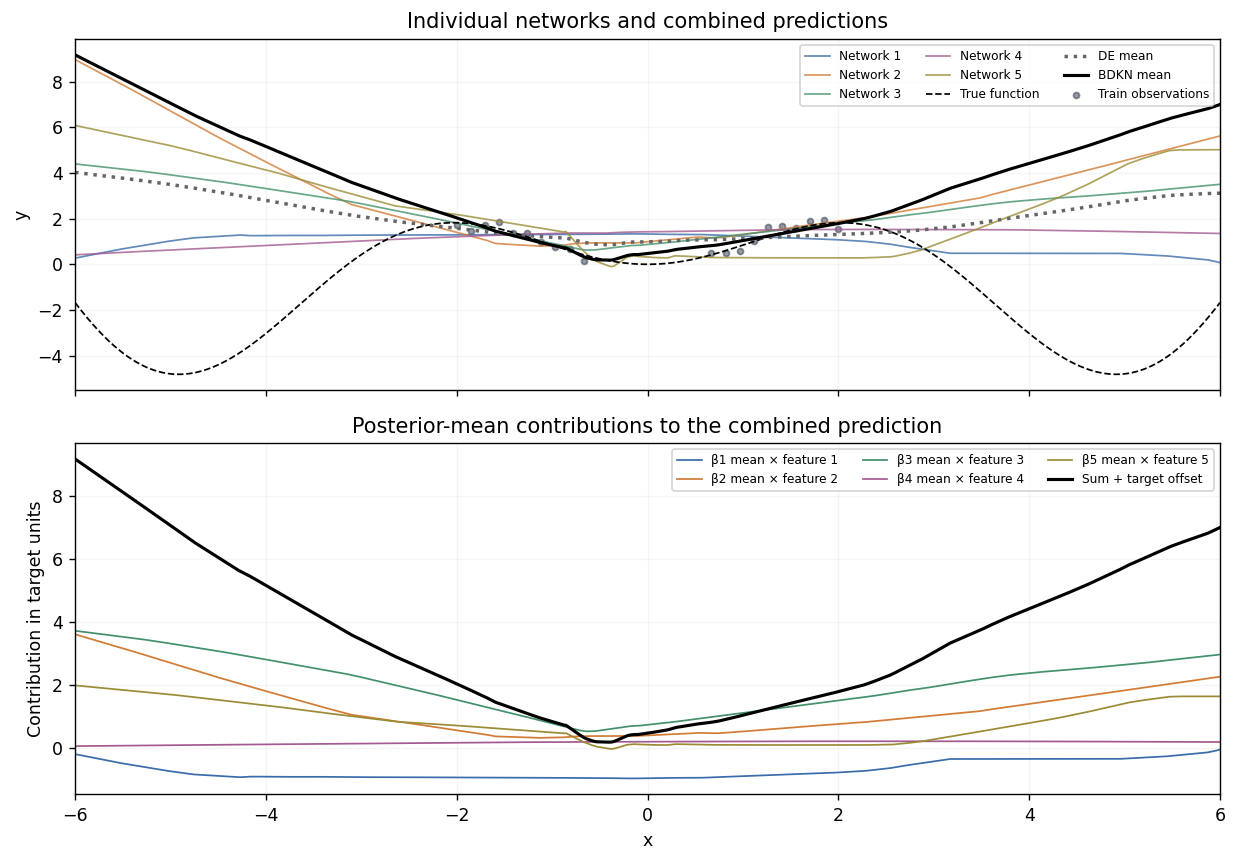 Individual networks and combined predictions
Network 1
Network 2
Network 3
Network 4
Network 5
True function
DE mean
BDKN mean
Train observations
y
8
6
4
2
0
−2
−4
Posterior-mean contributions to the combined prediction
β1 mean × feature 1
β2 mean × feature 2
β3 mean × feature 3
β4 mean × feature 4
β5 mean × feature 5
Sum + target offset
Contribution in target units
8
6
4
2
0
−6
−4
−2
0
2
4
6
x